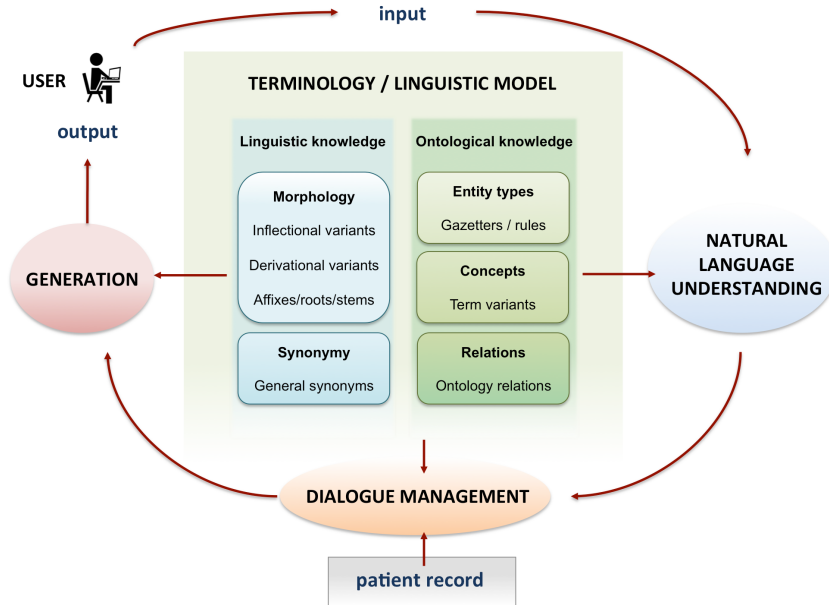 input
USER
output
TERMINOLOGY / LINGUISTIC MODEL
Linguistic knowledge
Morphology
Inflectional variants
Derivational variants
Affixes/roots/stems
Synonymy
General synonyms
Ontological knowledge
Entity types
Gazetters / rules
Concepts
Term variants
Relations
Ontology relations
GENERATION
NATURAL
LANGUAGE
UNDERSTANDING
DIALOGUE MANAGEMENT
patient record